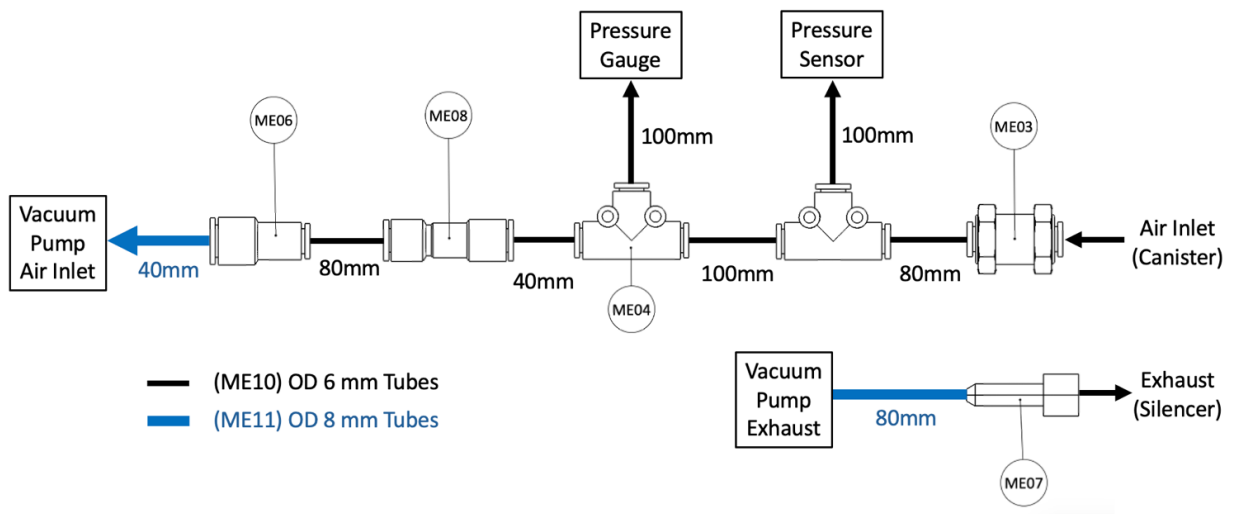 Pressure
Gauge
Pressure
Sensor
ME06
ME08
ME03
100mm
100mm
Vacuum
Pump
Air Inlet
Air Inlet
(Canister)
40mm
80mm
40mm
100mm
80mm
ME04
(ME10) OD 6 mm Tubes
(ME11) OD 8 mm Tubes
Vacuum
Pump
Exhaust
80mm
Exhaust
(Silencer)
ME07